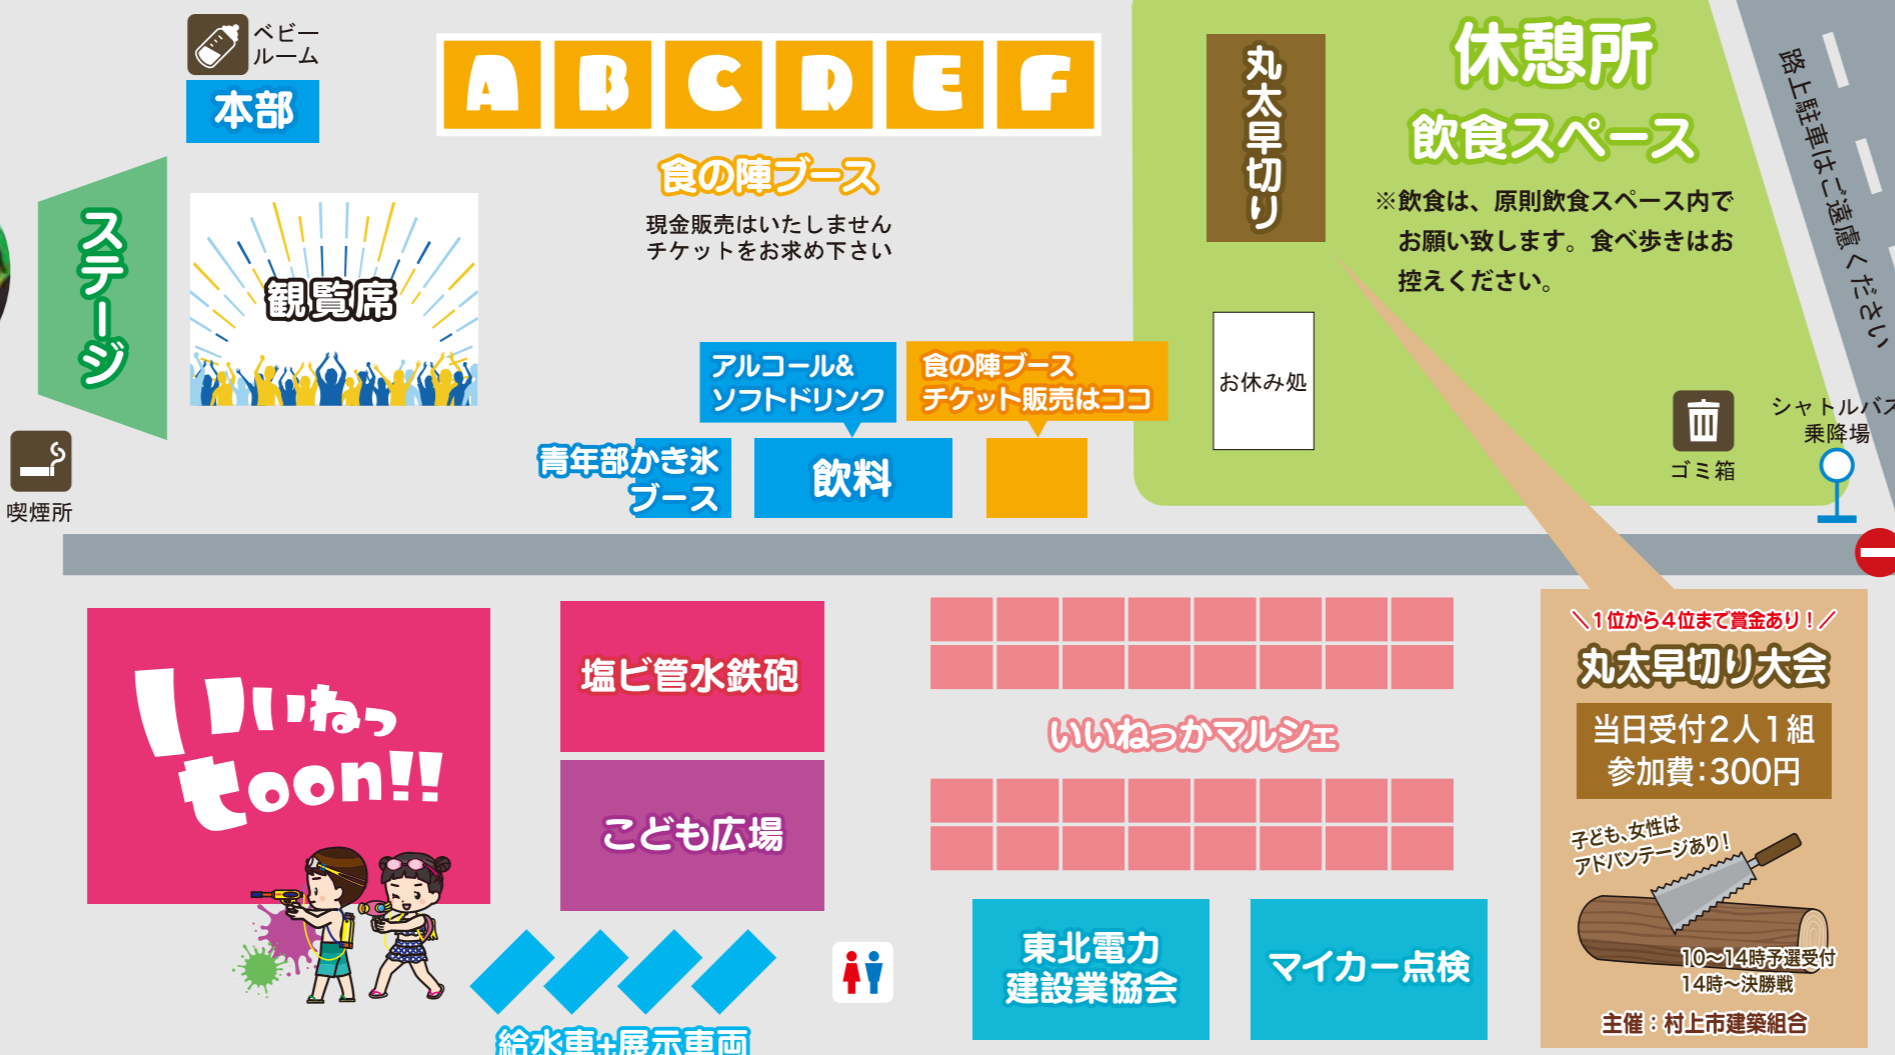 ベビー
ルーム
本部
A B C D E F
食の陣ブース
現金販売はいたしません
チケットをお求め下さい
ステージ
観覧席
喫煙所
アルコール&
ソフトドリンク
食の陣ブース
チケット販売はココ
青年部かき氷
ブース
飲料
丸太早切り
休憩所
飲食スペース
※飲食は、原則飲食スペース内で
お願い致します。食べ歩きはお
控えください。
お休み処
ゴミ箱
路上駐車はご遠慮ください
シャトルバス
乗降場
いいねっ
toon!!
塩ビ管水鉄砲
こども広場
給水車+展示車両
いいねっかマルシェ
東北電力
建設業協会
マイカー点検
＼1位から4位まで賞金あり！／
丸太早切り大会
当日受付2人1組
参加費：300円
子ども、女性は
アドバンテージあり！
10〜14時予選受付
14時〜決勝戦
主催：村上市建築組合